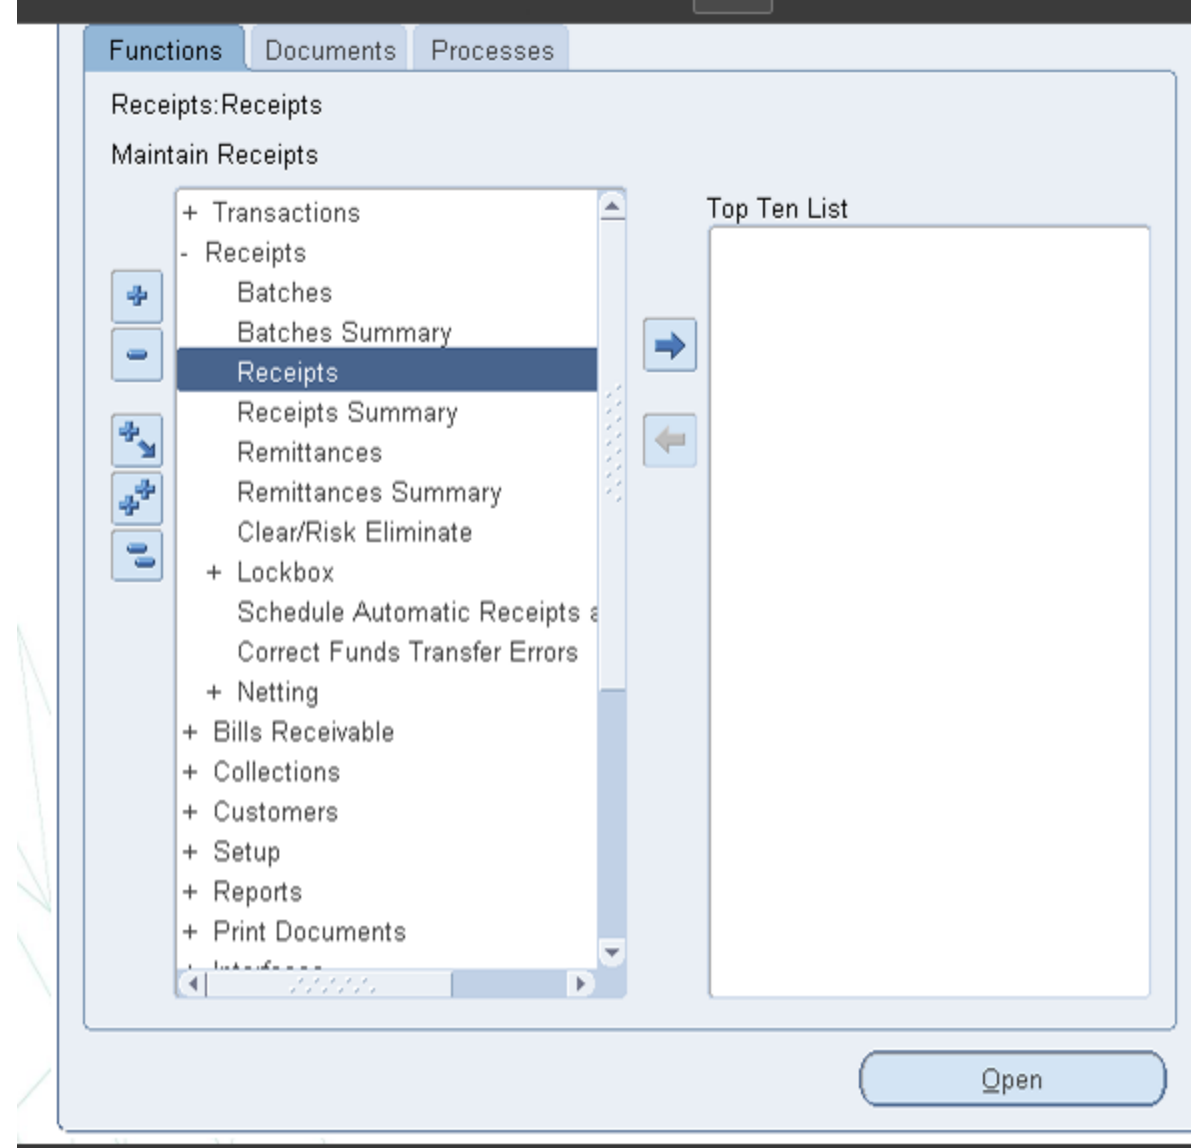 Functions Documents Processes
Receipts:Receipts
Maintain Receipts
+ Transactions
- Receipts
Batches
Batches Summary
Receipts
Receipts Summary
Remittances
Remittances Summary
Clear/Risk Eliminate
+ Lockbox
Schedule Automatic Receipts
Correct Funds Transfer Errors
+ Netting
+ Bills Receivable
+ Collections
+ Customers
+ Setup
+ Reports
+ Print Documents
Top Ten List
Open